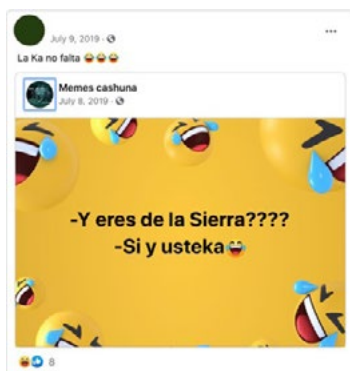 July 9, 2019 ·
La Ka no falta 😂😂😂
Memes cashuna
July 8, 2019 ·
-Y eres de la Sierra????
-Si y usteka😂
8